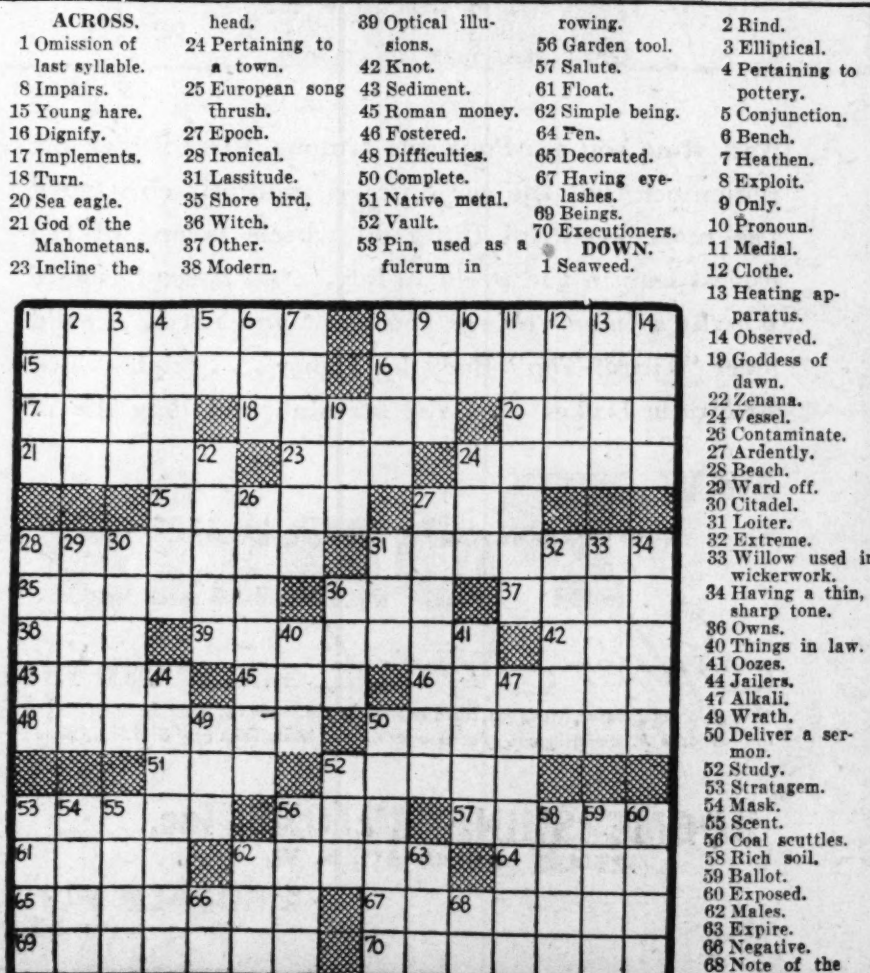 ACROSS.
1 Omission of
last syllable.
8 Impairs.
15 Young hare.
16 Dignify.
17 Implements.
18 Turn.
20 Sea eagle.
21 God of the
Mahometans.
23 Incline the
head.
24 Pertaining to
a town.
25 European song
thrush.
27 Epoch.
28 Ironical.
31 Lassitude.
35 Shore bird.
36 Witch.
37 Other.
38 Modern.
39 Optical illu-
sions.
42 Knot.
43 Sediment.
45 Roman money.
46 Fostered.
48 Difficulties.
50 Complete.
51 Native metal.
52 Vault.
53 Pin, used as a
fulcrum in
rowing.
56 Garden tool.
57 Salute.
61 Float.
62 Simple being.
64 Pen.
65 Decorated.
67 Having eye-
lashes.
69 Beings.
70 Executioners.
DOWN.
1 Seaweed.
2 Rind.
3 Elliptical.
4 Pertaining to
pottery.
5 Conjunction.
6 Bench.
7 Heathen.
8 Exploit.
9 Only.
10 Pronoun.
11 Medial.
12 Clothe.
13 Heating ap-
paratus.
14 Observed.
19 Goddess of
dawn.
22 Zenana.
24 Vessel.
26 Contaminate.
27 Ardently.
28 Beach.
29 Ward off.
30 Citadel.
31 Loiter.
32 Extreme.
33 Willow used in
wickerwork.
34 Having a thin,
sharp tone.
36 Owns.
40 Things in law.
41 Oozes.
44 Jailers.
47 Alkali.
49 Wrath.
50 Deliver a ser-
mon.
52 Study.
53 Stratagem.
54 Mask.
55 Scent.
56 Coal scuttles.
58 Rich soil.
59 Ballot.
60 Exposed.
62 Males.
63 Expire.
66 Negative.
68 Note of the
1 2 3 4 5 6 7 8 9 10 11 12 13 14
15 16
17 18 19 20
21 22 23 24
25 26 27
28 29 30 31 32 33 34
35 36 37
38 39 40 41 42
43 44 45 46 47
48 49 50
51 52
53 54 55 56 57 58 59 60
61 62 63 64
65 66 67 68
69 70